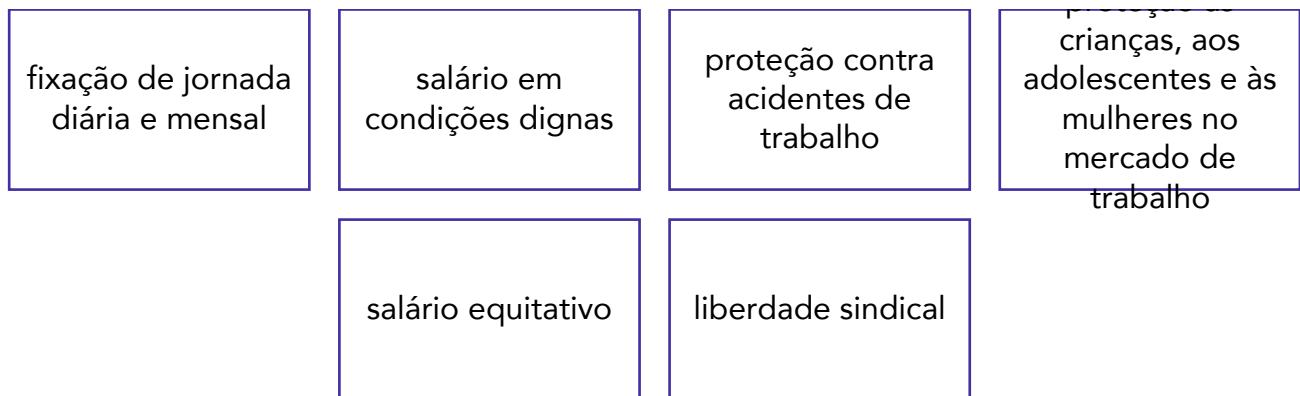 fixação de jornada
diária e mensal
salário em
condições dignas
proteção contra
acidentes de
trabalho
crianças, aos
adolescentes e às
mulheres no
mercado de
trabalho
salário equitativo
liberdade sindical